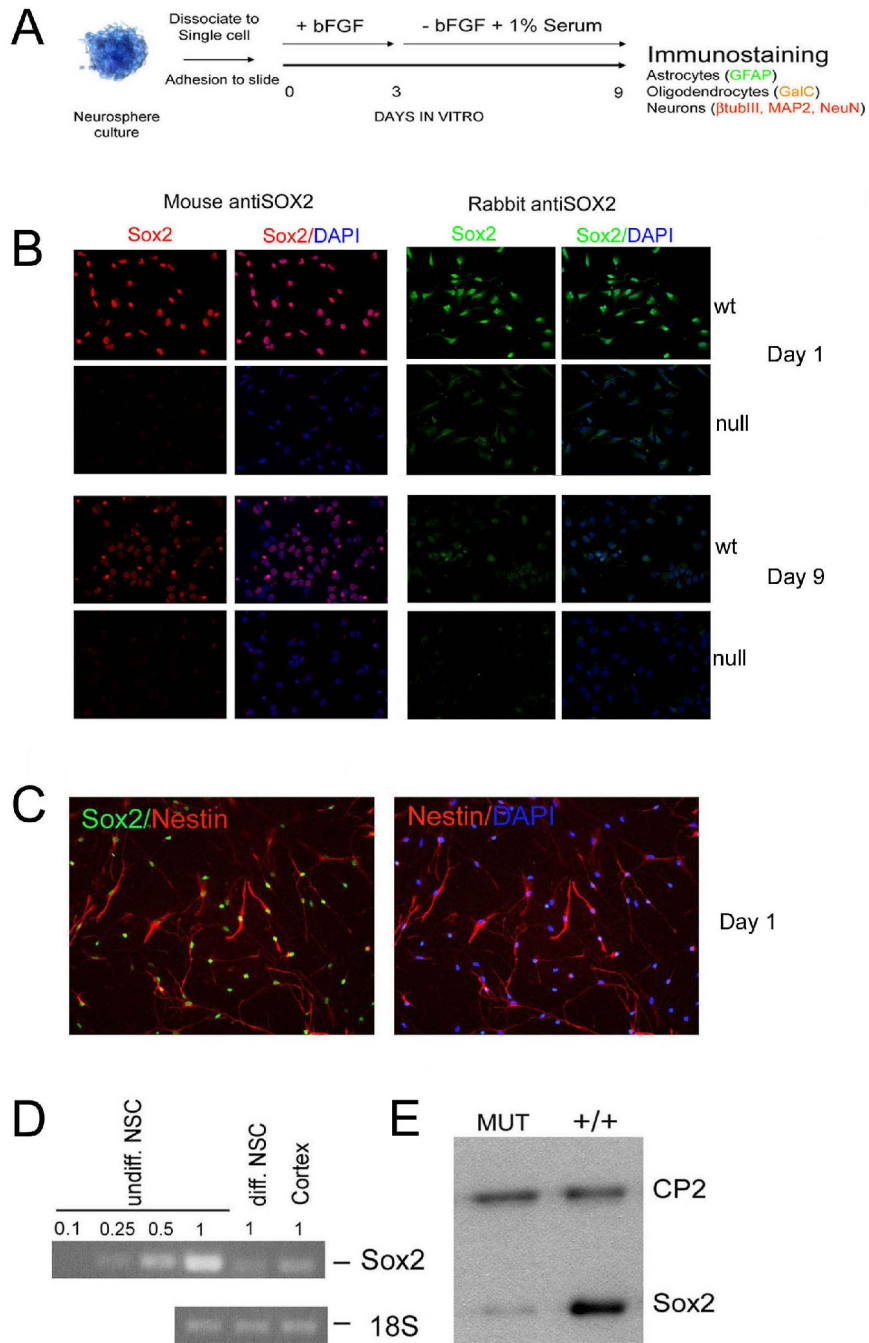 A
Dissociate to
Single cell
Adhesion to slide
Neurosphere
culture
+ bFGF
- bFGF + 1% Serum
0
3
9
DAYS IN VITRO
Immunostaining
Astrocytes (GFAP)
Oligodendrocytes (GalC)
Neurons (βtubIII, MAP2, NeuN)
B
Mouse antiSOX2
Rabbit antiSOX2
Sox2
Sox2/DAPI
Sox2
Sox2/DAPI
wt
null
Day 1
wt
null
Day 9
C
Sox2/Nestin
Nestin/DAPI
Day 1
D
undiff. NSC
diff. NSC
Cortex
0.1 0.25 0.5 1 1 1
– Sox2
– 18S
E
MUT +/+
CP2
Sox2